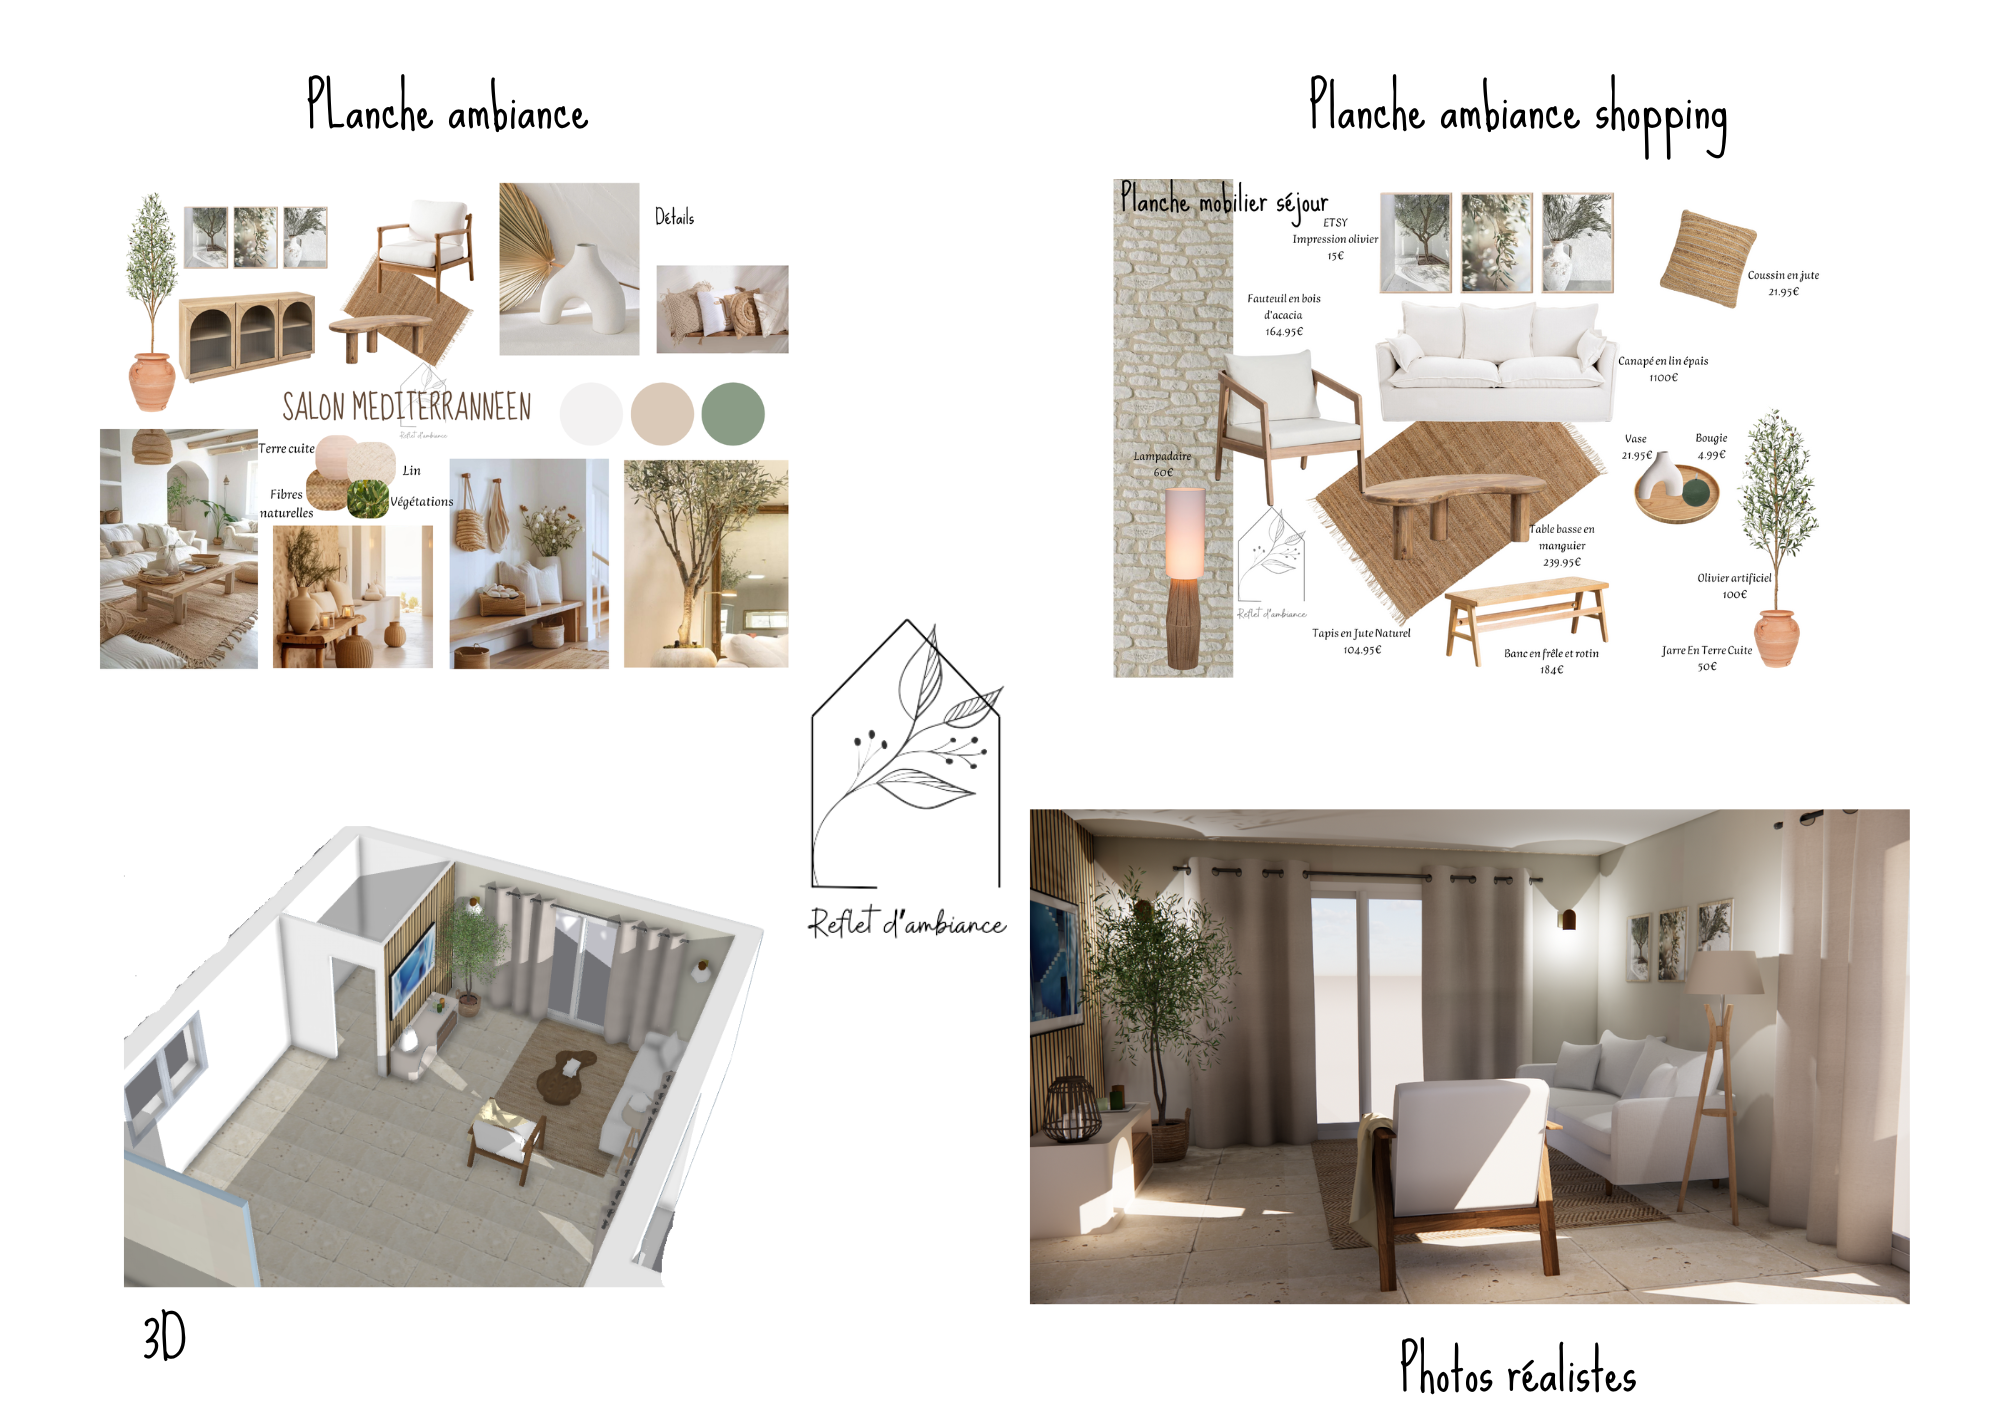 PLanche ambiance
Détails
SALON MEDITERRANNEEN
Reflet d'ambiance
Terre cuite
Lin
Fibres
naturelles
Végétations
Planche ambiance shopping
Planche mobilier séjour
ETSY
Impression olivier
15€
Coussin en jute
21.95€
Fauteuil en bois
d'acacia
164.95€
Canapé en lin épais
1100€
Lampadaire
60€
Vase
21.95€
Bougie
4.99€
Table basse en
manguier
239.95€
Olivier artificiel
100€
Reflet d'ambiance
Tapis en Jute Naturel
104.95€
Banc en frêle et rotin
184€
Jarre En Terre Cuite
50€
Reflet d'ambiance
3D
Photos réalistes